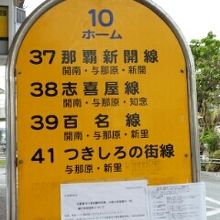 10
ホーム
37 那覇新開線
開南・与那原・新開
38 志喜屋線
開南・与那原・知念
39 百名線
開南・与那原・新里
41 つきしろの街線
与那原・新里